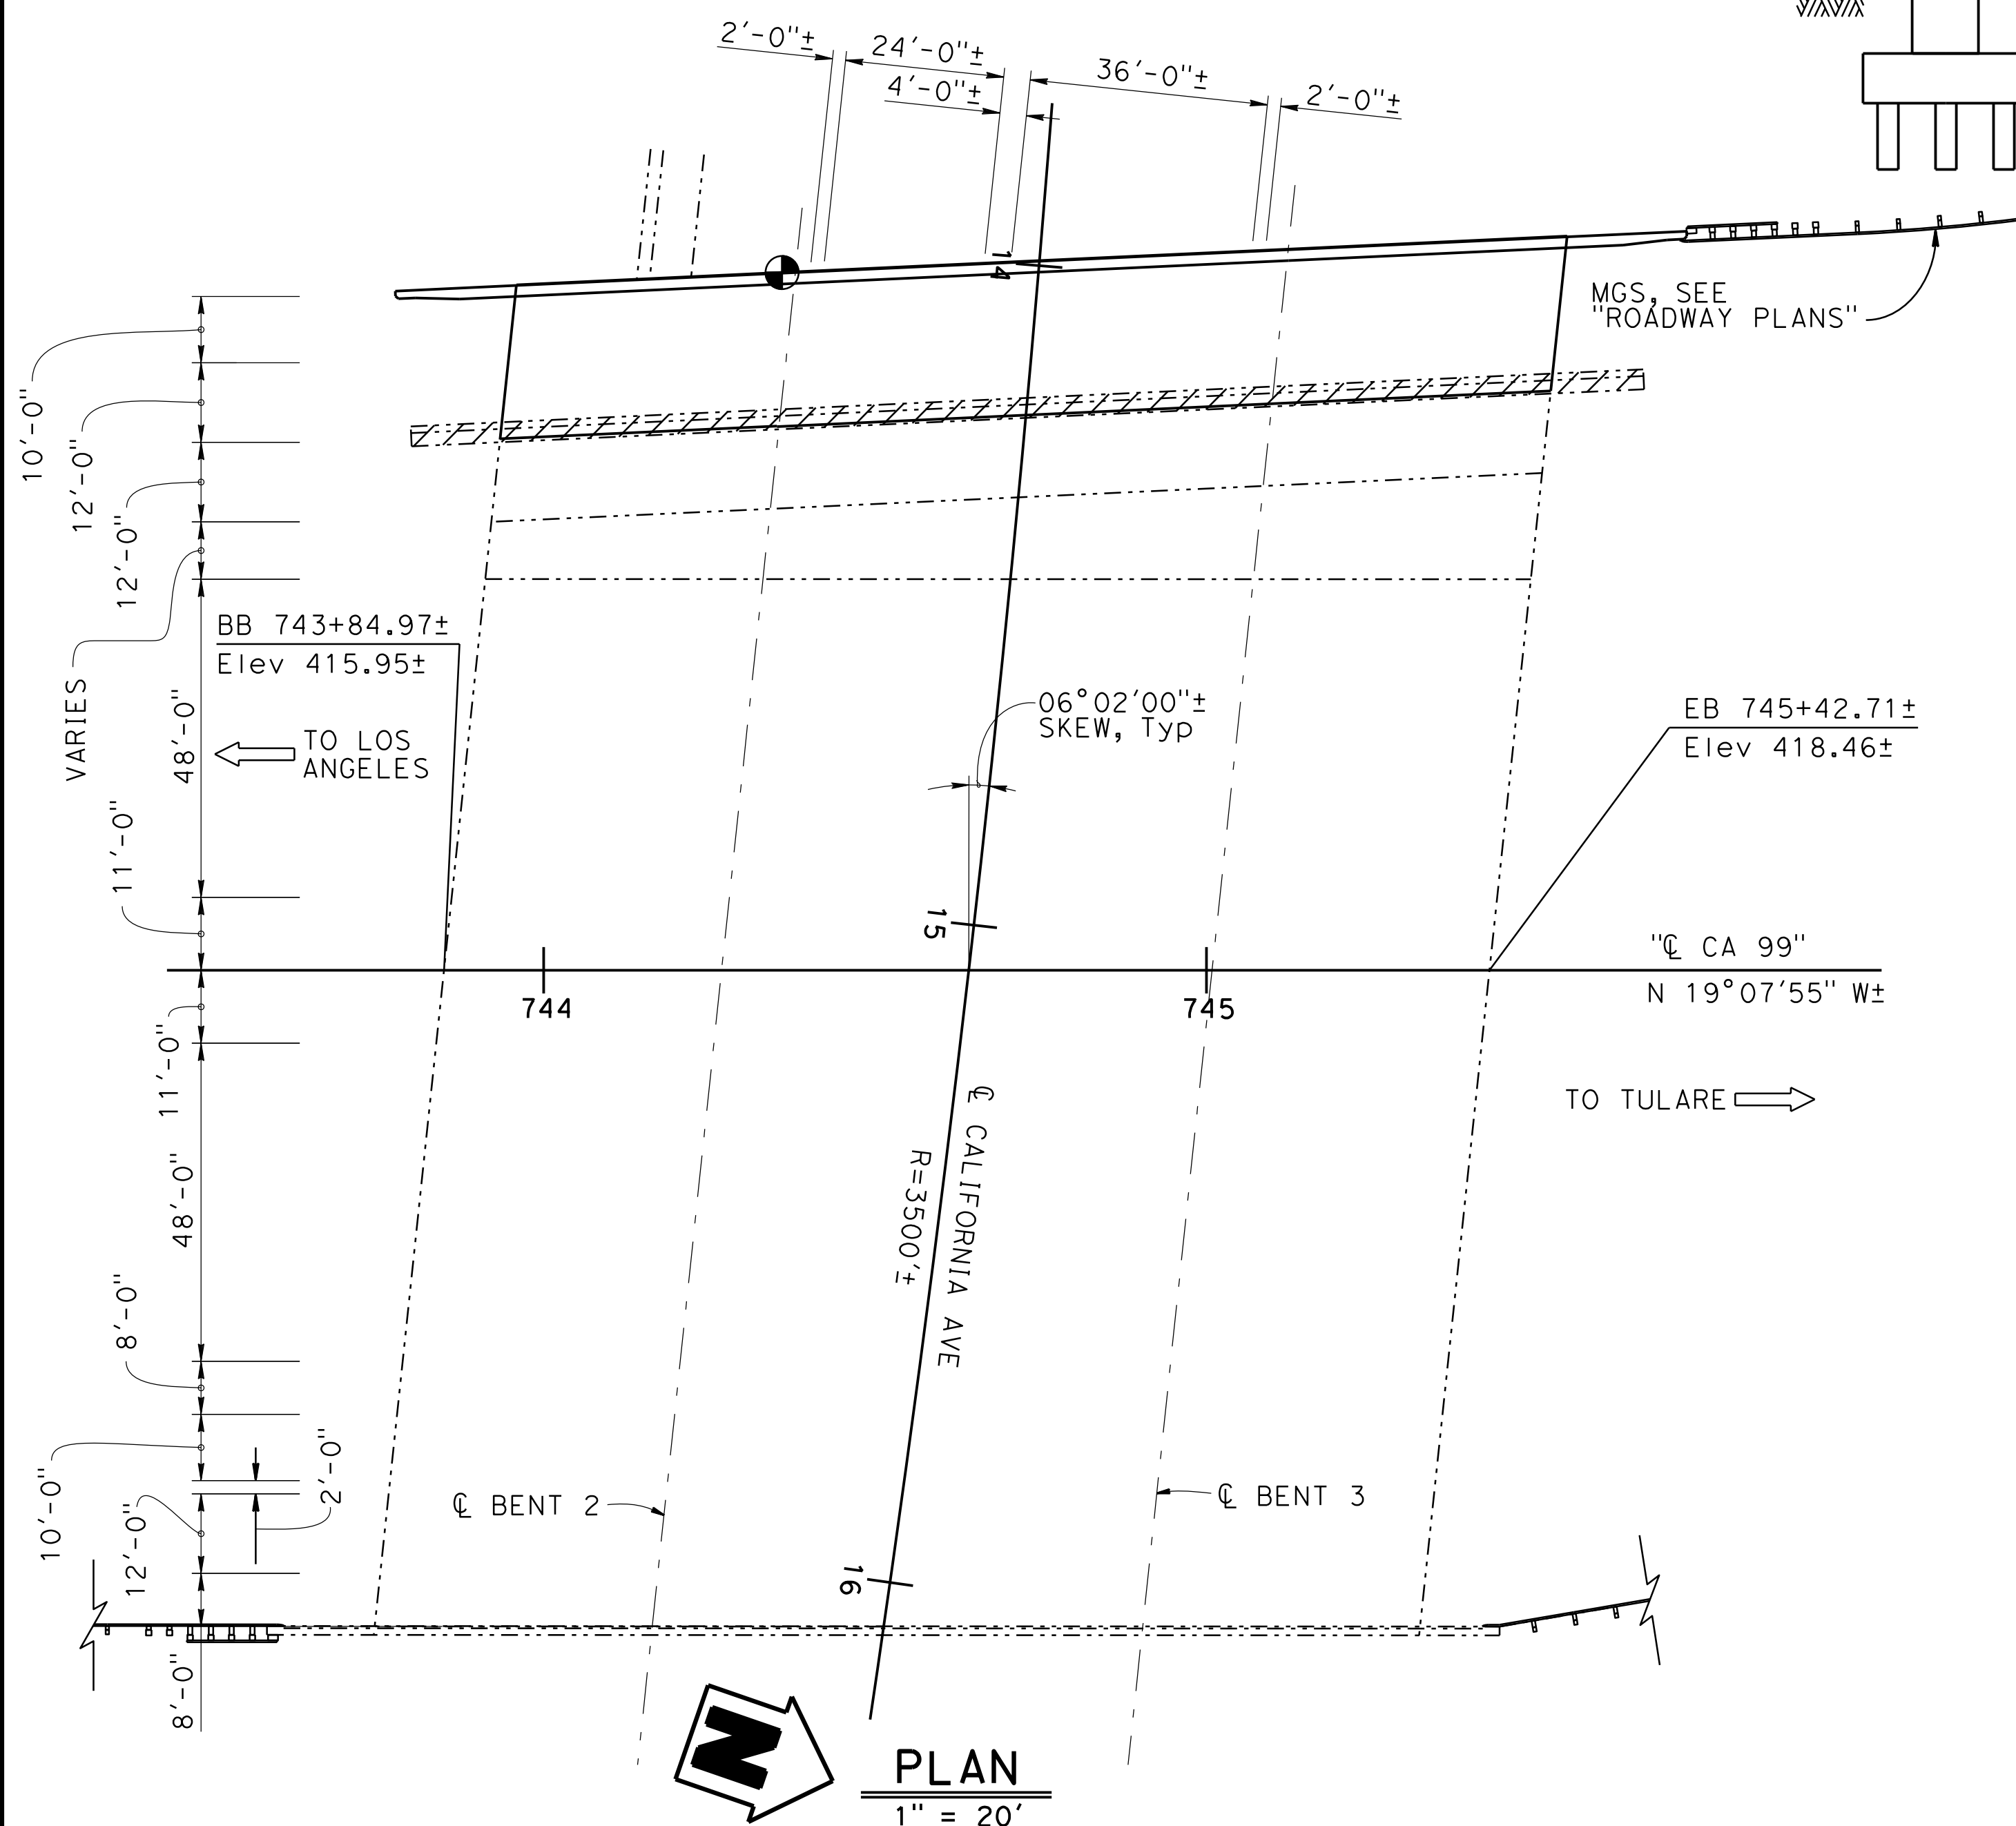 2'-0"±
24'-0"±
4'-0"±
36'-0"±
2'-0"±
14
MGS, SEE
"ROADWAY PLANS"
10'-0"
12'-0"
12'-0"
VARIES
BB 743+84.97±
Elev 415.95±
48'-0"
TO LOS
ANGELES
06°02'00"±
SKEW, Typ
EB 745+42.71±
Elev 418.46±
11'-0"
15
"℄ CA 99"
N 19°07'55" W±
744
745
11'-0"
TO TULARE
℄ CALIFORNIA AVE
R=3500'±
48'-0"
8'-0"
10'-0"
2'-0"
12'-0"
℄ BENT 2
℄ BENT 3
16
8'-0"
N
PLAN
1" = 20'